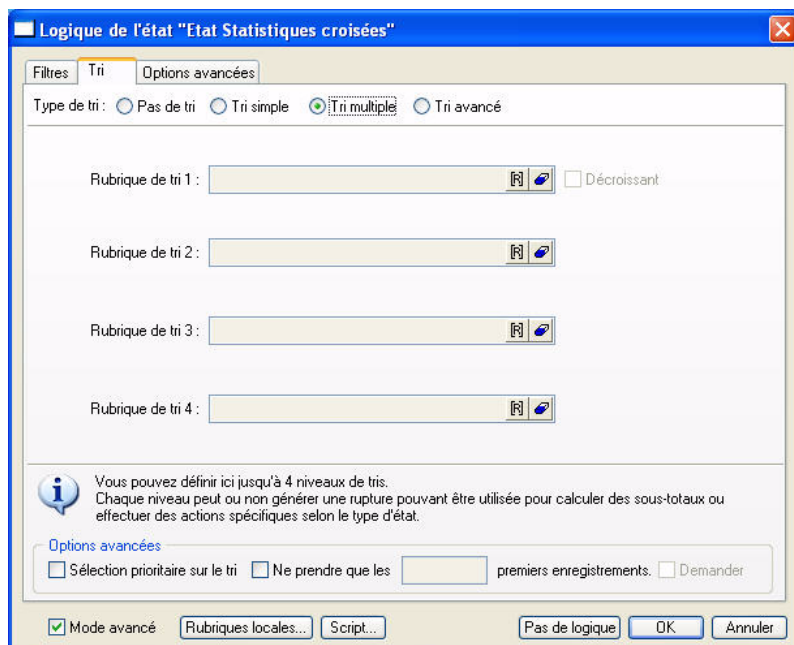 Logique de l'état "Etat Statistiques croisées"
Filtres Tri Options avancées
Type de tri : Pas de tri Tri simple Tri multiple Tri avancé
Rubrique de tri 1 : [R] Décroissant
Rubrique de tri 2 : [R]
Rubrique de tri 3 : [R]
Rubrique de tri 4 : [R]
Vous pouvez définir ici jusqu'à 4 niveaux de tris.
Chaque niveau peut ou non générer une rupture pouvant être utilisée pour calculer des sous-totaux ou
effectuer des actions spécifiques selon le type d'état.
Options avancées
Sélection prioritaire sur le tri Ne prendre que les premiers enregistrements. Demander
Mode avancé Rubriques locales... Script... Pas de logique OK Annuler